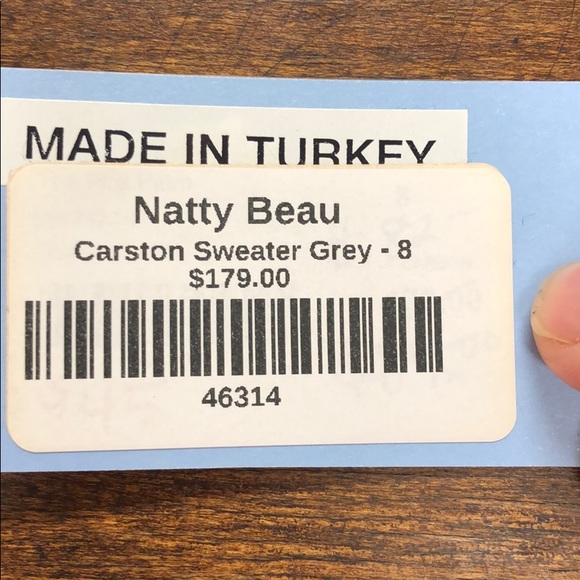 MADE IN TURKEY
Natty Beau
Carston Sweater Grey - 8
$179.00
46314